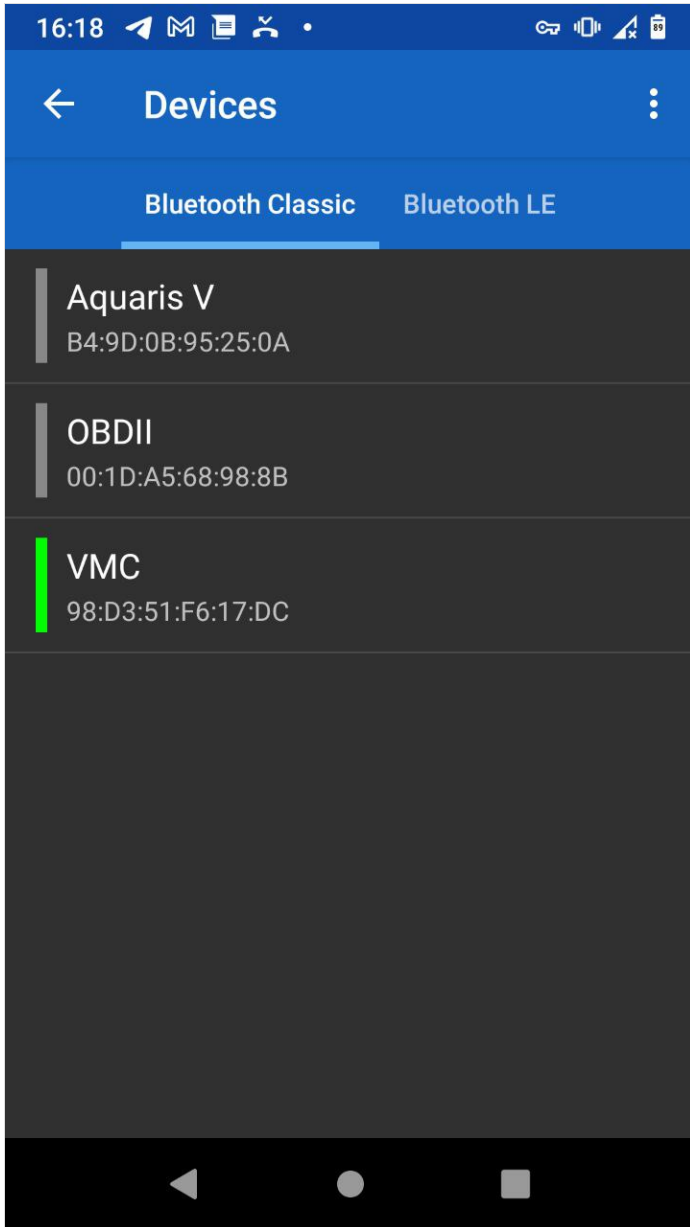 16:18
89
Devices
Bluetooth Classic Bluetooth LE
Aquaris V
B4:9D:0B:95:25:0A
OBDII
00:1D:A5:68:98:8B
VMC
98:D3:51:F6:17:DC